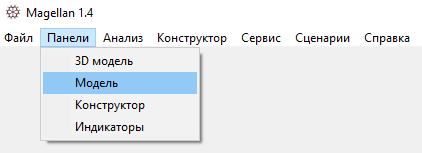 Magellan 1.4
Файл Панели Анализ Конструктор Сервис Сценарии Справка
3D модель
Модель
Конструктор
Индикаторы